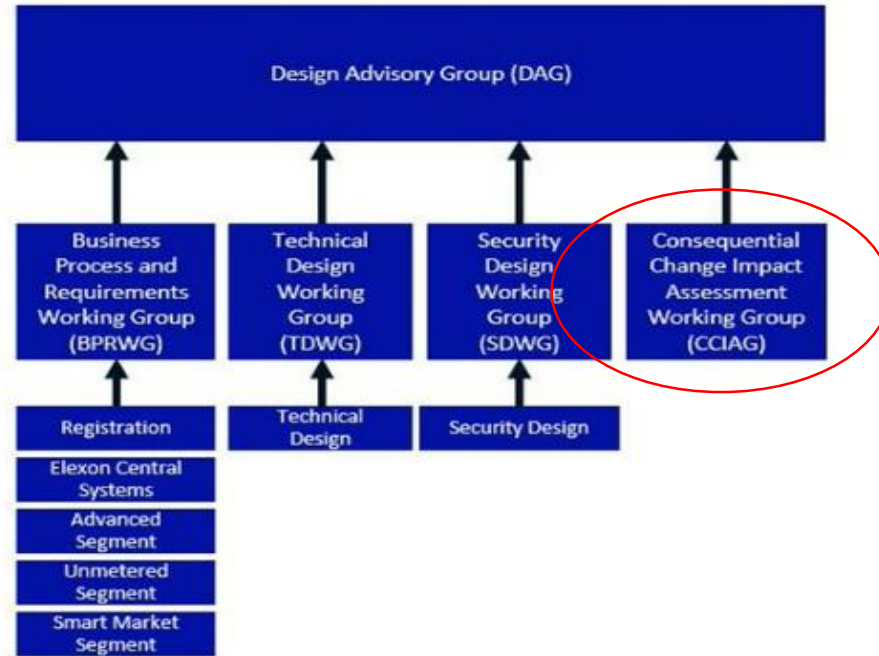 Design Advisory Group (DAG)
Business
Process and
Requirements
Working Group
(BPRWG)
Technical
Design
Working
Group
(TDWG)
Security
Design
Working
Group
(SDWG)
Consequential
Change Impact
Assessment
Working Group
(CCIAG)
Registration
Technical
Design
Security Design
Elexon Central
Systems
Advanced
Segment
Unmetered
Segment
Smart Market
Segment